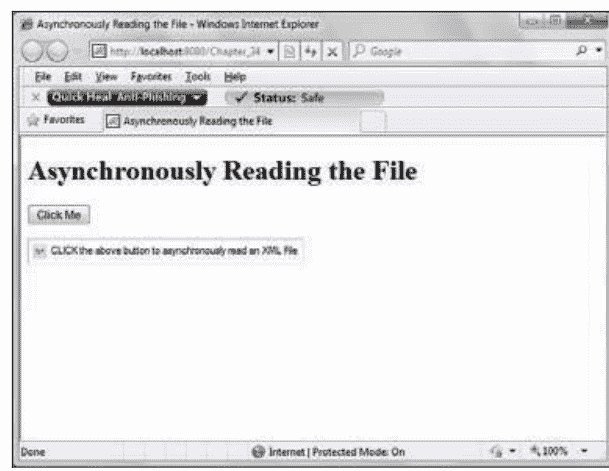 Asynchronously Reading the File - Windows Internet Explorer
http://localhost:8080/Chapter_34
Google
File Edit View Favorites Tools Help
Quick Heal Anti-Phishing Status: Safe
Favorites Asynchronously Reading the File
Asynchronously Reading the File
Click Me
CLICK the above button to asynchronously read an XML File
Done Internet | Protected Mode: On 100%